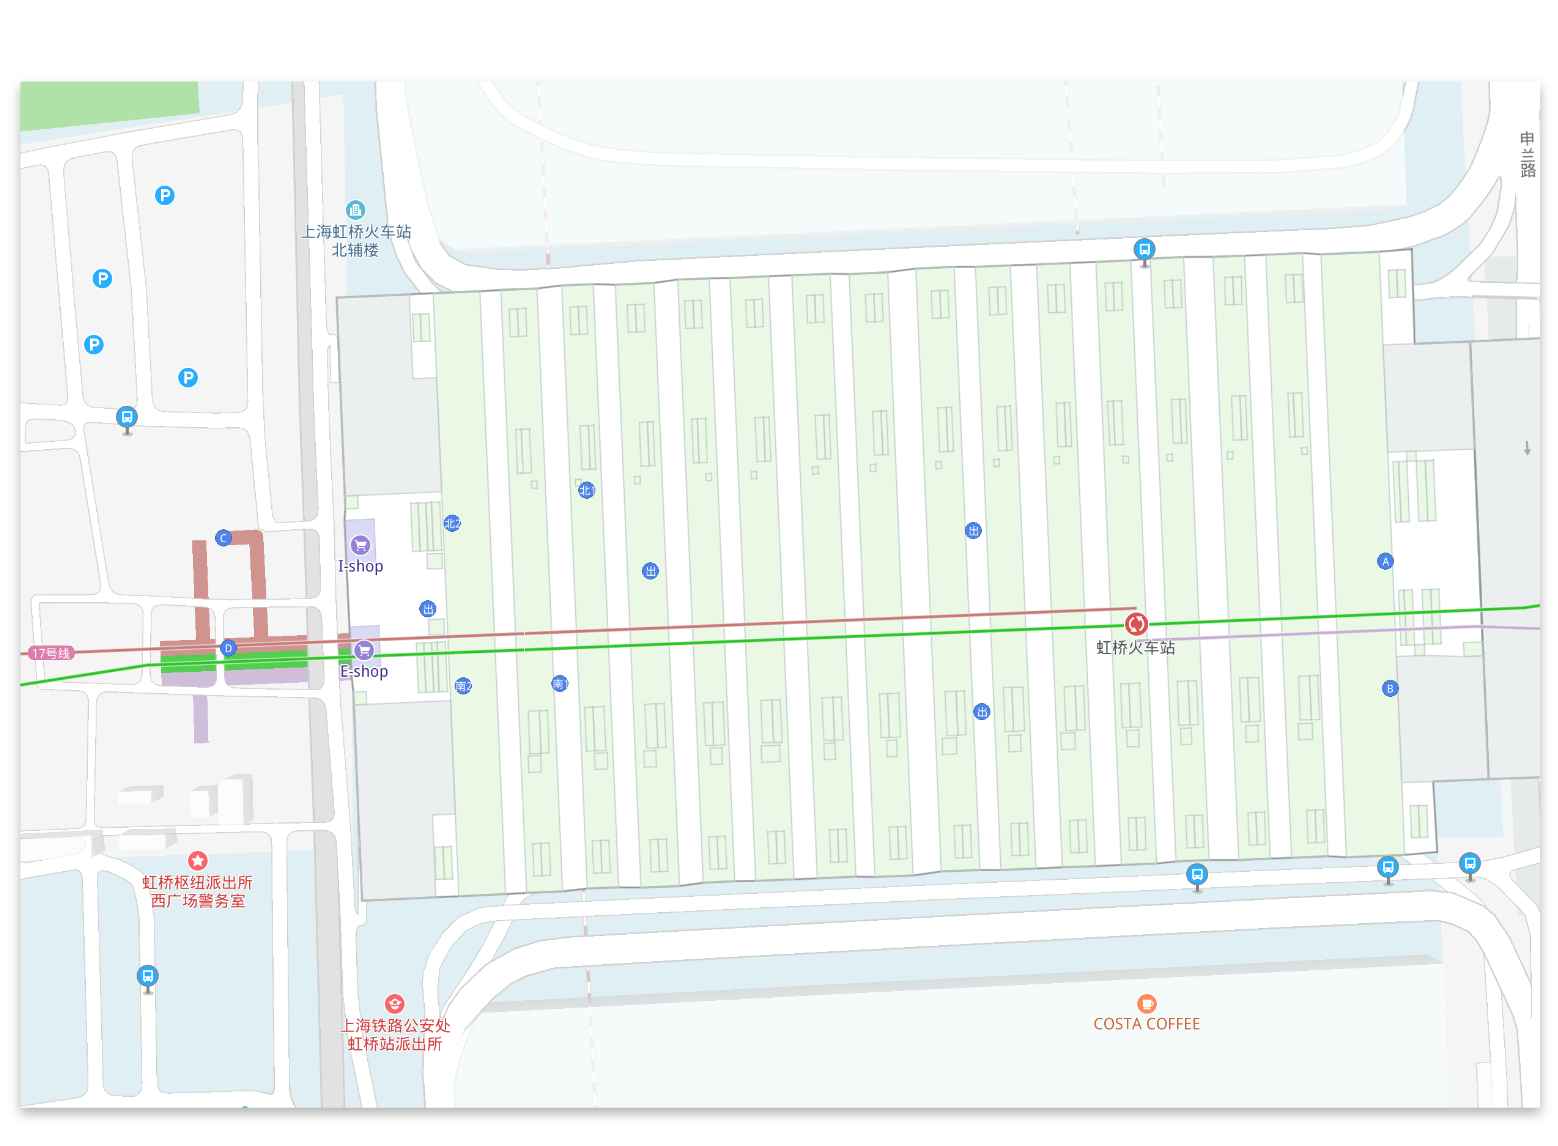 申兰路
P
上海虹桥火车站
北辅楼
P
P
P
北1
北2
C
出
I-shop
出
A
出
虹桥火车站
17号线
D
E-shop
南2
南1
B
出
虹桥枢纽派出所
西广场警务室
上海铁路公安处
虹桥站派出所
COSTA COFFEE